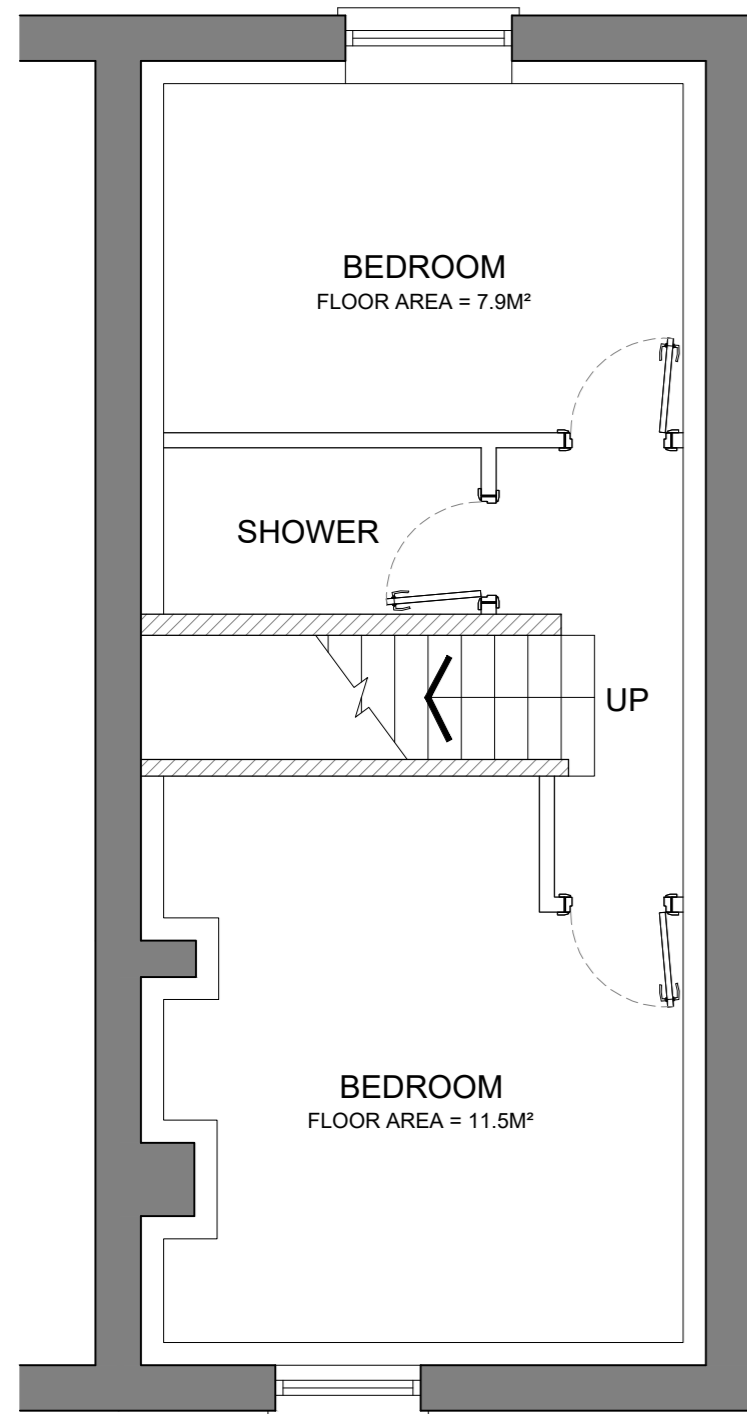 BEDROOM
FLOOR AREA = 7.9M²
SHOWER
UP
BEDROOM
FLOOR AREA = 11.5M²